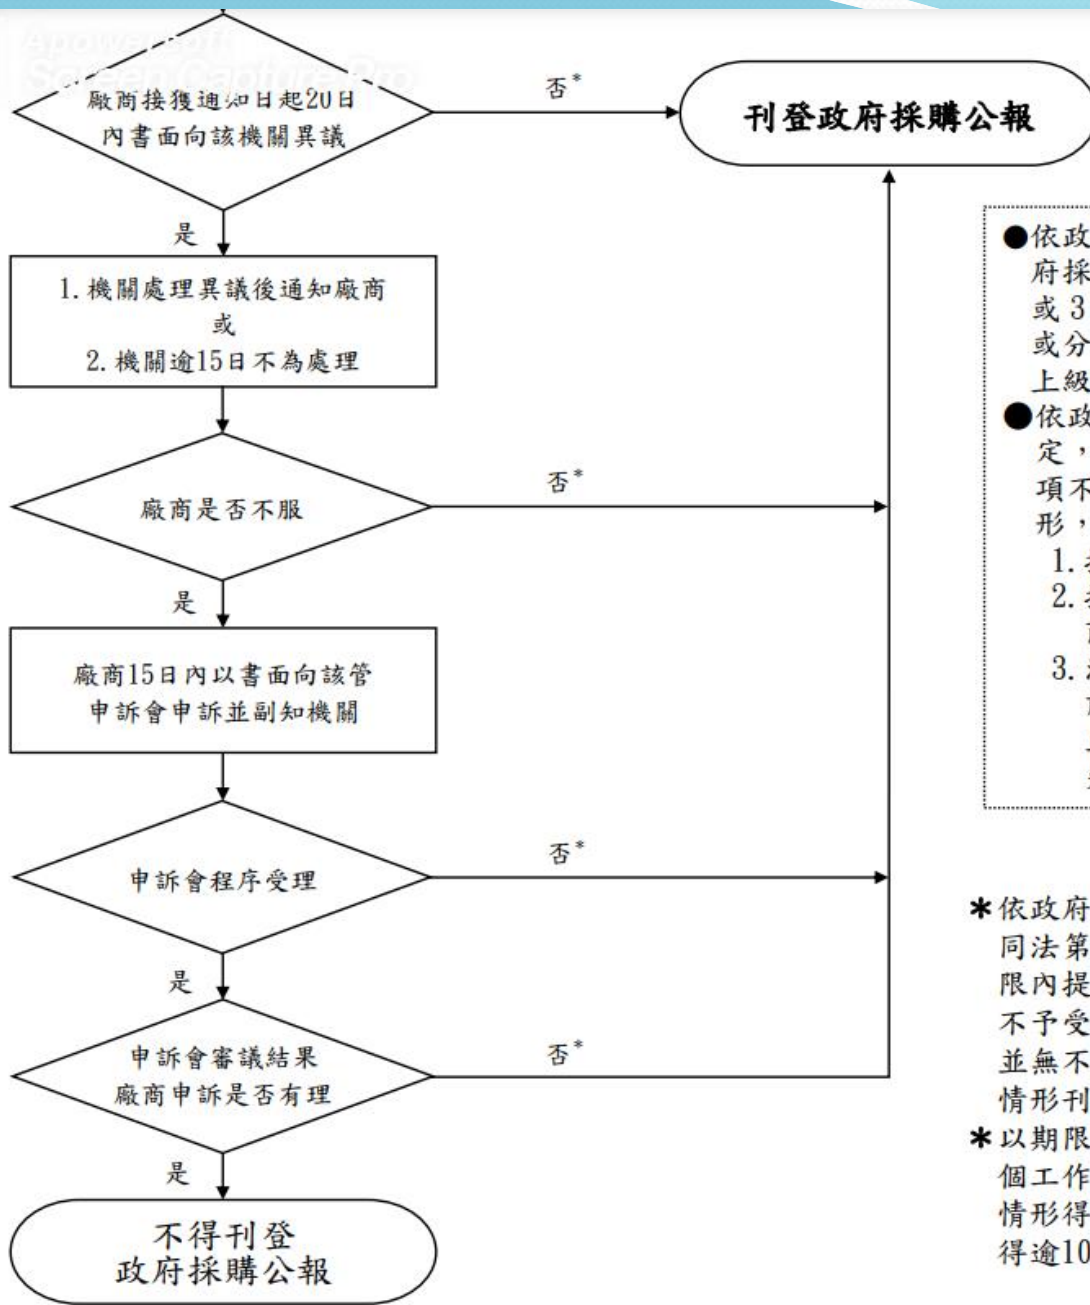 Apowersoft
Screen Capture Pro
廠商接獲通知日起20日
內書面向該機關異議
否*
刊登政府採購公報
是
1.機關處理異議後通知廠商
或
2.機關逾15日不為處理
廠商是否不服
否*
是
廠商15日內以書面向該管
申訴會申訴並副知機關
申訴會程序受理
否*
是
申訴會審議結果
廠商申訴是否有理
否*
是
不得刊登
政府採購公報
●依政
府採
或3
或分
上級
●依政
定，
項不
形，
1.
2.
3.
*依政府
同法第
限內提
不予受
並無不
情形刊
*以期限
個工作
情形得
得逾10